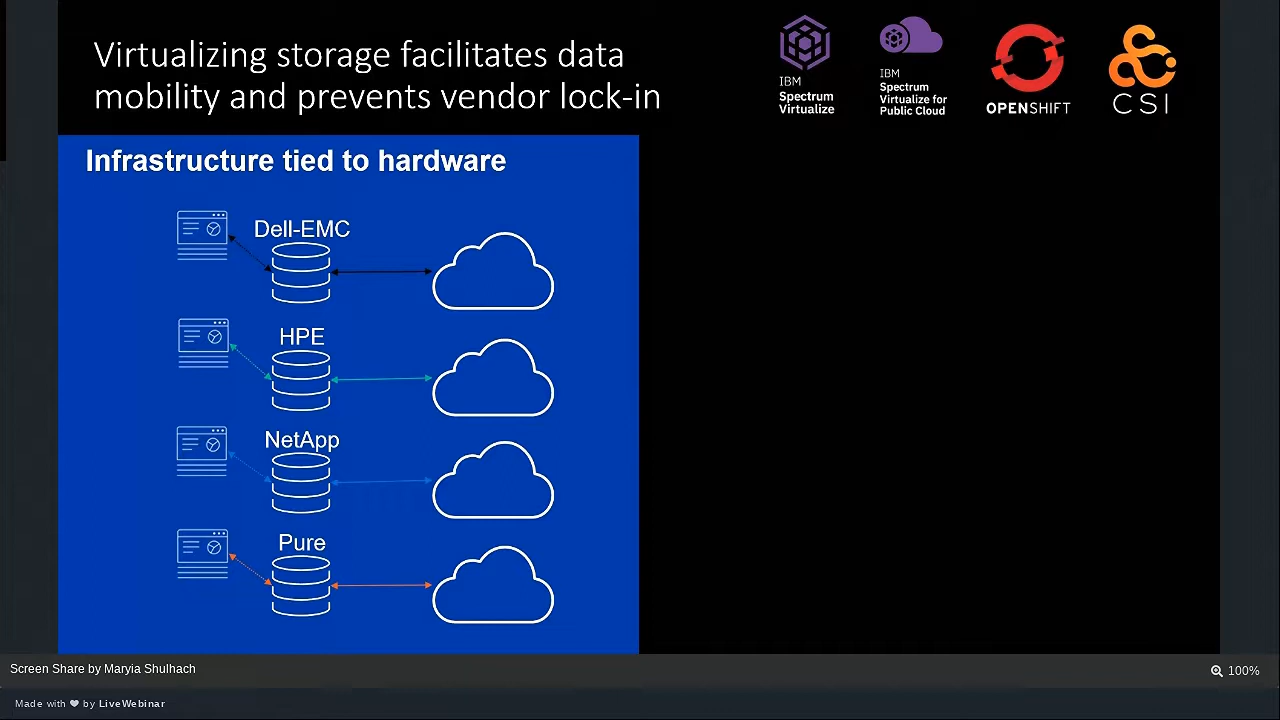 Virtualizing storage facilitates data
mobility and prevents vendor lock-in
IBM
Spectrum
Virtualize
IBM
Spectrum
Virtualize for
Public Cloud
OPENSHIFT
CSI
Infrastructure tied to hardware
Dell-EMC
HPE
NetApp
Pure
Screen Share by Maryia Shulhach
100%
Made with ❤ by LiveWebinar